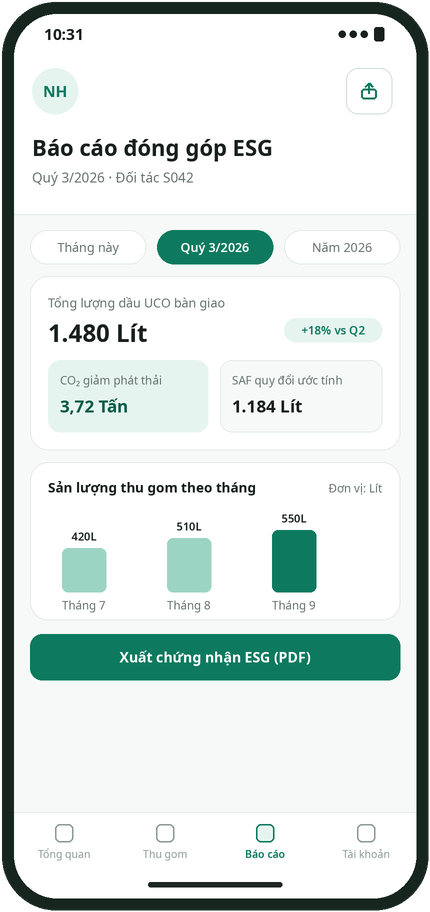 10:31
NH
Báo cáo đóng góp ESG
Quý 3/2026 · Đối tác S042
Tháng này
Quý 3/2026
Năm 2026
Tổng lượng dầu UCO bàn giao
1.480 Lít
+18% vs Q2
CO₂ giảm phát thải
3,72 Tấn
SAF quy đổi ước tính
1.184 Lít
Sản lượng thu gom theo tháng
Đơn vị: Lít
420L
510L
550L
Tháng 7
Tháng 8
Tháng 9
Xuất chứng nhận ESG (PDF)
Tổng quan
Thu gom
Báo cáo
Tài khoản